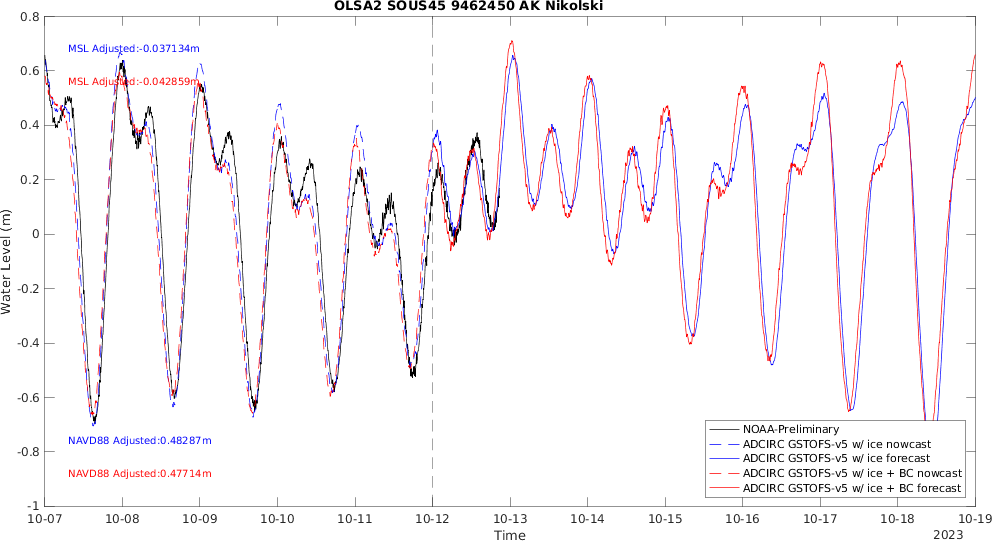 OLSA2 SOUS45 9462450 AK Nikolski
0.8
0.6
0.4
0.2
0
-0.2
-0.4
-0.6
-0.8
-1
Water Level (m)
MSL Adjusted:-0.037134m
MSL Adjusted:-0.042859m
NAVD88 Adjusted:0.48287m
NAVD88 Adjusted:0.47714m
NOAA-Preliminary
ADCIRC GSTOFS-v5 w/ ice nowcast
ADCIRC GSTOFS-v5 w/ ice forecast
ADCIRC GSTOFS-v5 w/ ice + BC nowcast
ADCIRC GSTOFS-v5 w/ ice + BC forecast
10-07 10-08 10-09 10-10 10-11 10-12 10-13 10-14 10-15 10-16 10-17 10-18 10-19
Time
2023